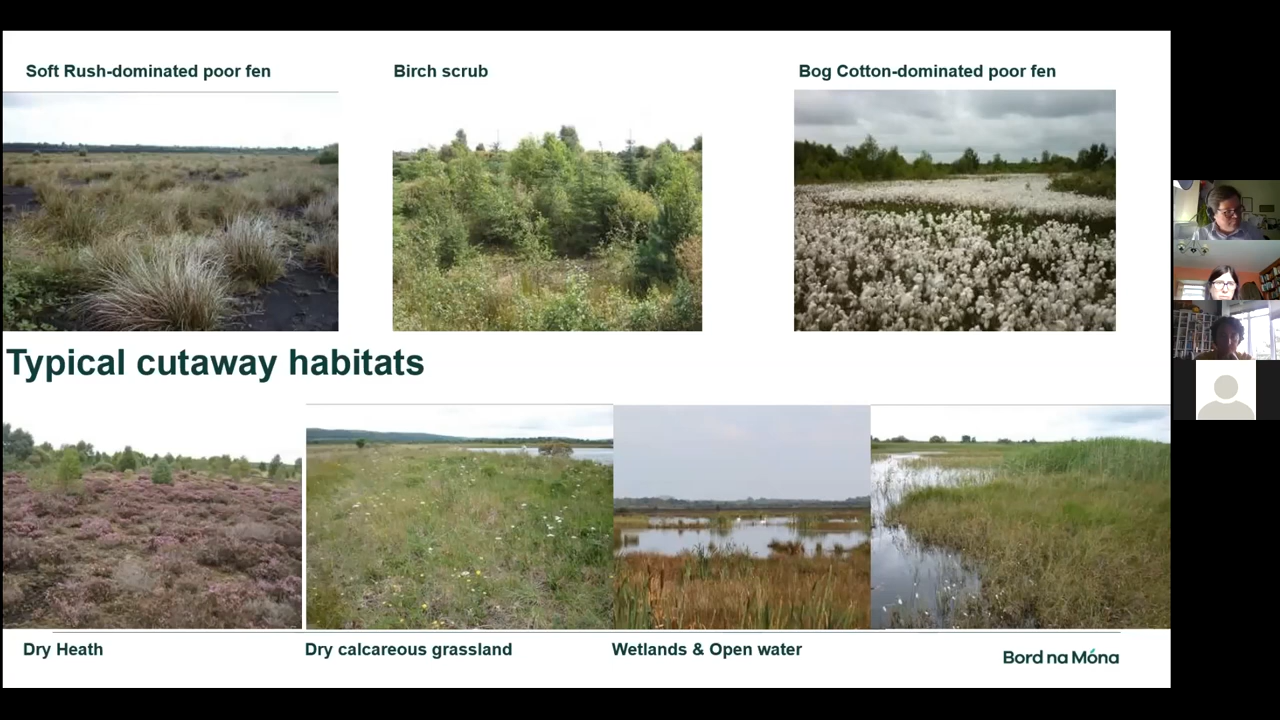 Soft Rush-dominated poor fen
Birch scrub
Bog Cotton-dominated poor fen
Typical cutaway habitats
Dry Heath
Dry calcareous grassland
Wetlands & Open water
Bord na Móna